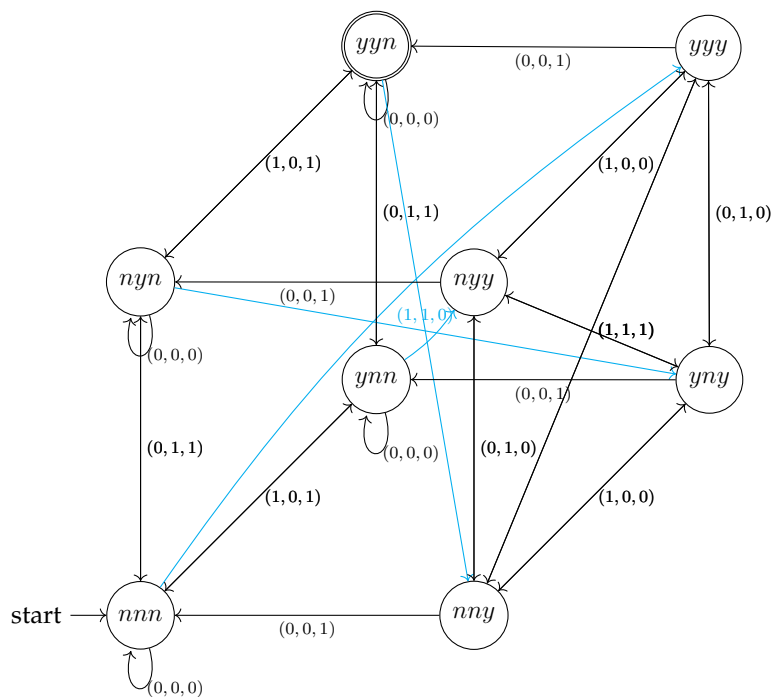 yyn
yyy
(0, 0, 1)
(0, 0, 0)
(1, 0, 1)
(1, 0, 0)
(0, 1, 1)
(0, 1, 0)
nyn
nyy
(0, 0, 1)
(1, 1, 0)
(1, 1, 1)
(0, 0, 0)
ynn
yny
(0, 0, 1)
(0, 1, 1)
(0, 0, 0)
(0, 1, 0)
(1, 0, 1)
(1, 0, 0)
start
nnn
nny
(0, 0, 1)
(0, 0, 0)